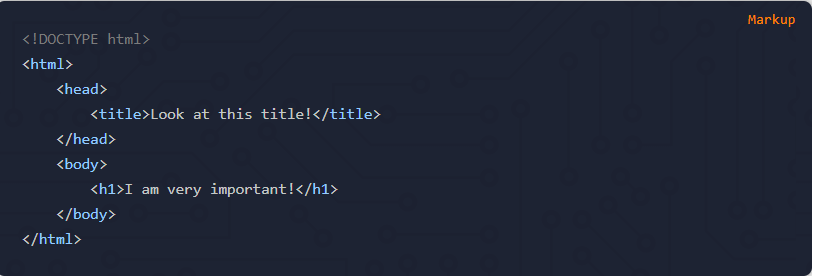 Markup
<!DOCTYPE html>
<html>
    <head>
        <title>Look at this title!</title>
    </head>
    <body>
        <h1>I am very important!</h1>
    </body>
</html>